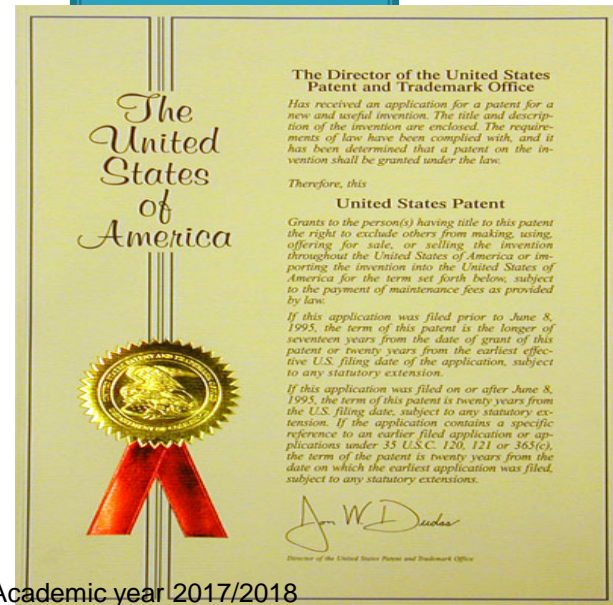 The
United
States
of
America
The Director of the United States
Patent and Trademark Office
Has received an application for a patent for a
new and useful invention. The title and descrip-
tion of the invention are enclosed. The require-
ments of law have been complied with, and it
has been determined that a patent on the in-
vention shall be granted under the law.
Therefore, this
United States Patent
Grants to the person(s) having title to this patent
the right to exclude others from making, using,
offering for sale, or selling the invention
throughout the United States of America or im-
porting the invention into the United States of
America for the term set forth below, subject
to the payment of maintenance fees as provided
by law.
If this application was filed prior to June 8,
1995, the term of this patent is the longer of
seventeen years from the date of grant of this
patent or twenty years from the earliest effec-
tive U.S. filing date of the application, subject
to any statutory extension.
If this application was filed on or after June 8,
1995, the term of this patent is twenty years from
the U.S. filing date, subject to any statutory ex-
tension. If the application contains a specific
reference to an earlier filed application or ap-
plications under 35 U.S.C. 120, 121 or 365(c),
the term of the patent is twenty years from the
date on which the earliest application was filed,
subject to any statutory extensions.
Jon W. Dudas
Director of the United States Patent and Trademark Office
Academic year 2017/2018